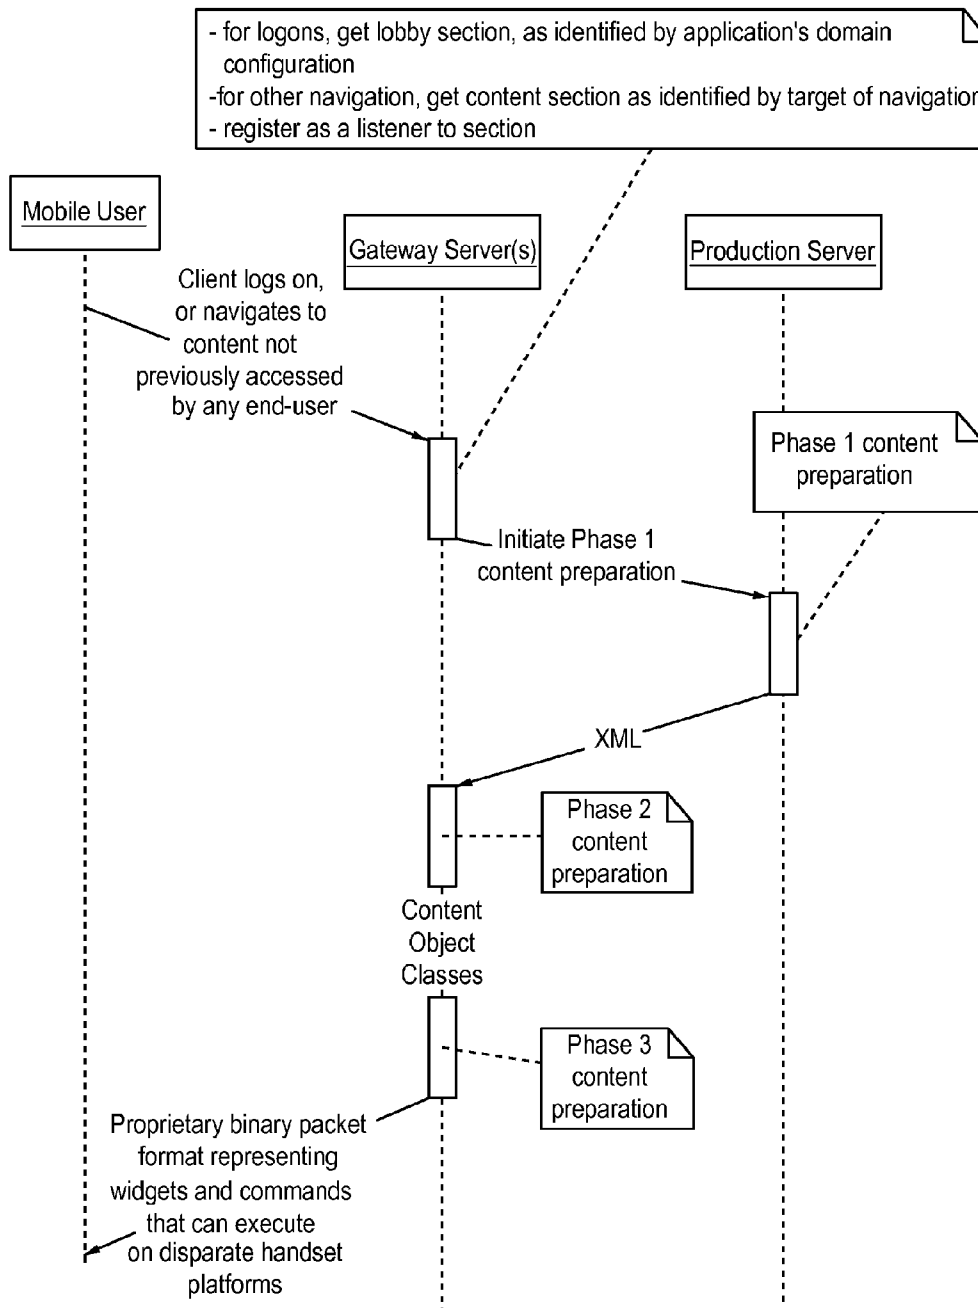 - for logons, get lobby section, as identified by application's domain
configuration
-for other navigation, get content section as identified by target of navigation
- register as a listener to section
Mobile User
Gateway Server(s)
Production Server
Client logs on,
or navigates to
content not
previously accessed
by any end-user
Phase 1 content
preparation
Initiate Phase 1
content preparation
XML
Phase 2
content
preparation
Content
Object
Classes
Phase 3
content
preparation
Proprietary binary packet
format representing
widgets and commands
that can execute
on disparate handset
platforms